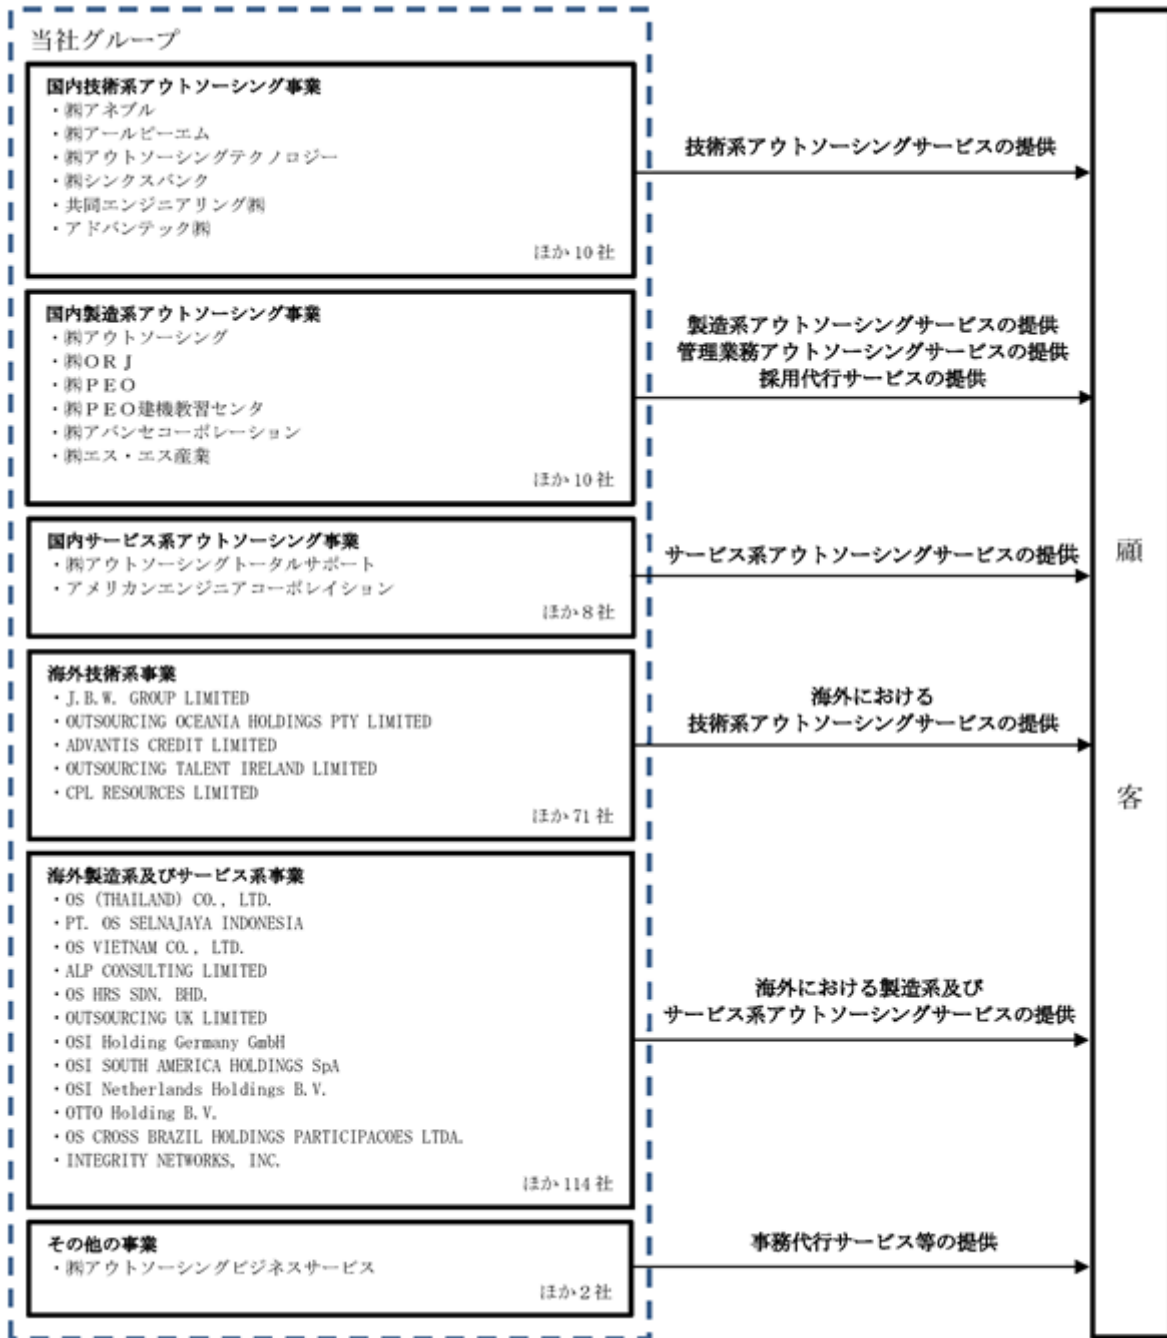 当社グループ
国内技術系アウトソーシング事業
・㈱アネブル
・㈱アールピーエム
・㈱アウトソーシングテクノロジー
・㈱シンクスバンク
・共同エンジニアリング㈱
・アドバンテック㈱
ほか10社
技術系アウトソーシングサービスの提供
国内製造系アウトソーシング事業
・㈱アウトソーシング
・㈱ＯＲＪ
・㈱ＰＥＯ
・㈱ＰＥＯ建機教習センタ
・㈱アバンセコーポレーション
・㈱エス・エス産業
ほか10社
製造系アウトソーシングサービスの提供
管理業務アウトソーシングサービスの提供
採用代行サービスの提供
国内サービス系アウトソーシング事業
・㈱アウトソーシングトータルサポート
・アメリカンエンジニアコーポレイション
ほか8社
サービス系アウトソーシングサービスの提供
海外技術系事業
・J.B.W. GROUP LIMITED
・OUTSOURCING OCEANIA HOLDINGS PTY LIMITED
・ADVANTIS CREDIT LIMITED
・OUTSOURCING TALENT IRELAND LIMITED
・CPL RESOURCES LIMITED
ほか71社
海外における
技術系アウトソーシングサービスの提供
海外製造系及びサービス系事業
・OS (THAILAND) CO., LTD.
・PT. OS SELNAJAYA INDONESIA
・OS VIETNAM CO., LTD.
・ALP CONSULTING LIMITED
・OS HRS SDN. BHD.
・OUTSOURCING UK LIMITED
・OSI Holding Germany GmbH
・OSI SOUTH AMERICA HOLDINGS SpA
・OSI Netherlands Holdings B.V.
・OTTO Holding B.V.
・OS CROSS BRAZIL HOLDINGS PARTICIPACOES LTDA.
・INTEGRITY NETWORKS, INC.
ほか114社
海外における製造系及び
サービス系アウトソーシングサービスの提供
その他の事業
・㈱アウトソーシングビジネスサービス
ほか2社
事務代行サービス等の提供
顧
客